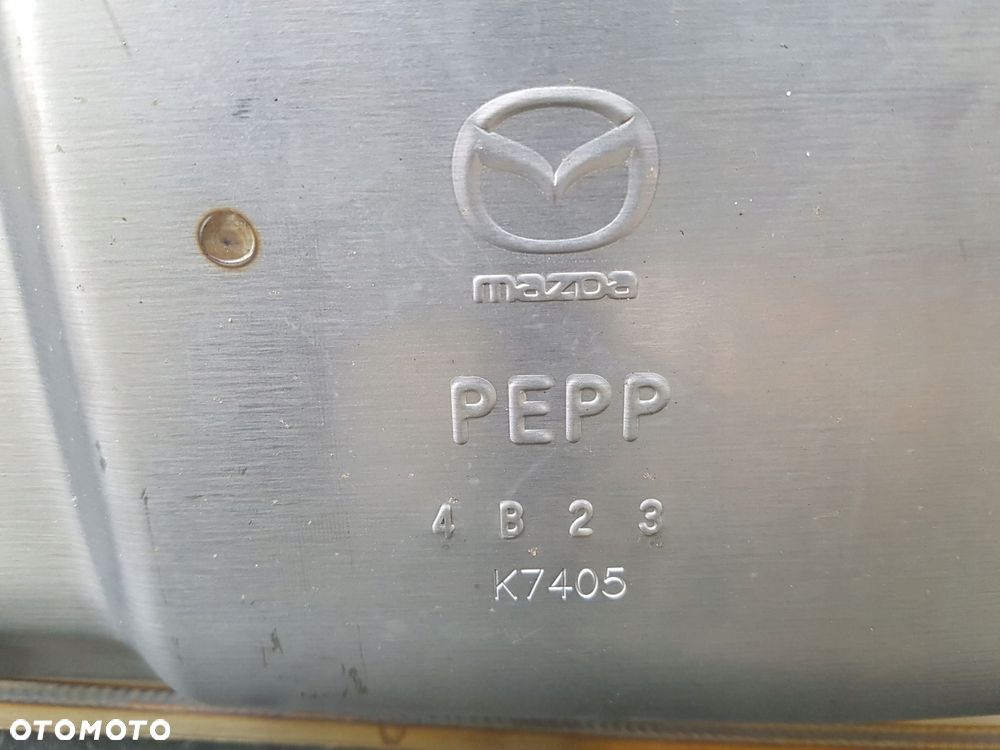 mazDa
PEPP
4 B 2 3
K7405
OTOMOTO